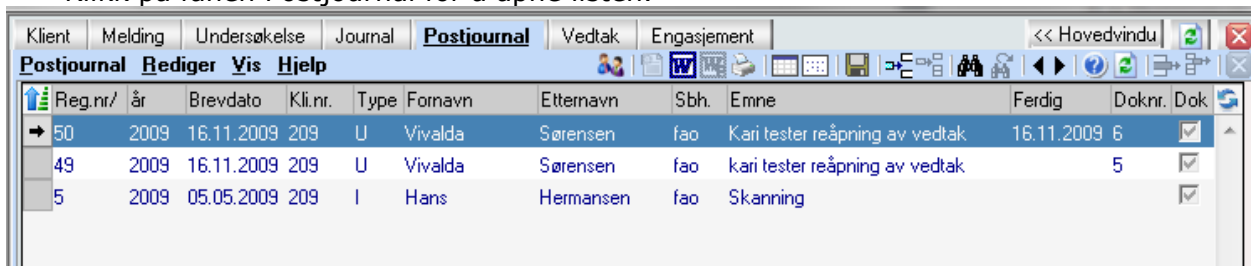 Klikk på fanen Postjournal for å åpne listen.
Klient Melding Undersøkelse Journal Postjournal Vedtak Engasjement << Hovedvindu
Postjournal Rediger Vis Hjelp
Reg.nr/ år Brevdato Kli.nr. Type Fornavn Etternavn Sbh. Emne Ferdig Doknr. Dok
50 2009 16.11.2009 209 U Vivalda Sørensen fao Kari tester reåpning av vedtak 16.11.2009 6
49 2009 16.11.2009 209 U Vivalda Sørensen fao kari tester reåpning av vedtak 5
5 2009 05.05.2009 209 I Hans Hermansen fao Skanning